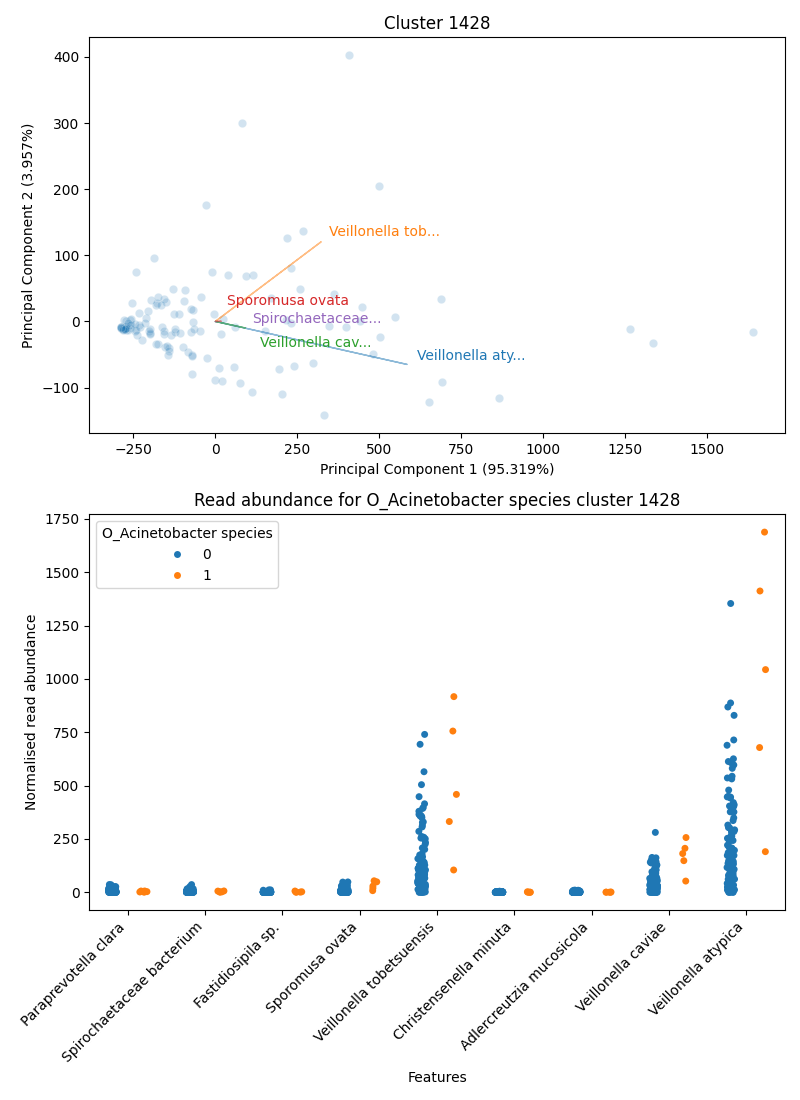 Cluster 1428
400
300
200
100
0
−100
Principal Component 2 (3.957%)
Veillonella tob...
Sporomusa ovata
Spirochaetaceae...
Veillonella cav...
Veillonella aty...
−250
0
250
500
750
1000
1250
1500
Principal Component 1 (95.319%)
Read abundance for O_Acinetobacter species cluster 1428
1750
1500
1250
1000
750
500
250
0
Normalised read abundance
O_Acinetobacter species
0
1
Paraprevotella clara
Spirochaetaceae bacterium
Fastidiosipila sp.
Sporomusa ovata
Veillonella tobetsuensis
Christensenella minuta
Adlercreutzia mucosicola
Veillonella caviae
Veillonella atypica
Features